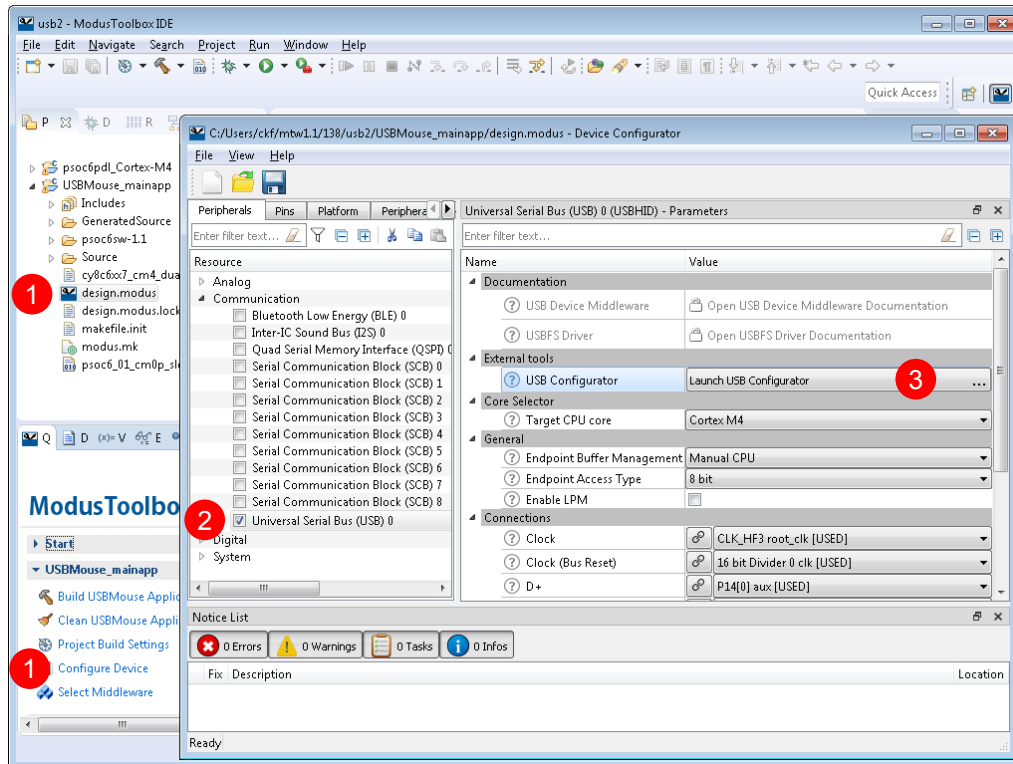 usb2 - ModusToolbox IDE
File Edit Navigate Search Project Run Window Help
Quick Access
P D R
psoc6pdl_Cortex-M4
USBMouse_mainapp
Includes
GeneratedSource
psoc6sw-1.1
Source
cy8c6xx7_cm4_dua
1 design.modus
design.modus.lock
makefile.init
modus.mk
psoc6_01_cm0p_sle
Q D (x)= V E
ModusToolbo
Start
USBMouse_mainapp
Build USBMouse Applic
Clean USBMouse Appli
Project Build Settings
1 Configure Device
Select Middleware
C:/Users/ckf/mtw1.1/138/usb2/USBMouse_mainapp/design.modus - Device Configurator
File View Help
Peripherals Pins Platform Periphera
Enter filter text...
Resource
Analog
Communication
Bluetooth Low Energy (BLE) 0
Inter-IC Sound Bus (I2S) 0
Quad Serial Memory Interface (QSPI) 0
Serial Communication Block (SCB) 0
Serial Communication Block (SCB) 1
Serial Communication Block (SCB) 2
Serial Communication Block (SCB) 3
Serial Communication Block (SCB) 4
Serial Communication Block (SCB) 5
Serial Communication Block (SCB) 6
Serial Communication Block (SCB) 7
Serial Communication Block (SCB) 8
2 Universal Serial Bus (USB) 0
Digital
System
Universal Serial Bus (USB) 0 (USBHID) - Parameters
Enter filter text...
Name Value
Documentation
USB Device Middleware Open USB Device Middleware Documentation
USBFS Driver Open USBFS Driver Documentation
External tools
USB Configurator Launch USB Configurator 3 ...
Core Selector
Target CPU core Cortex M4
General
Endpoint Buffer Management Manual CPU
Endpoint Access Type 8 bit
Enable LPM
Connections
Clock CLK_HF3 root_clk [USED]
Clock (Bus Reset) 16 bit Divider 0 clk [USED]
D+ P14[0] aux [USED]
Notice List
0 Errors 0 Warnings 0 Tasks 0 Infos
Fix Description Location
Ready